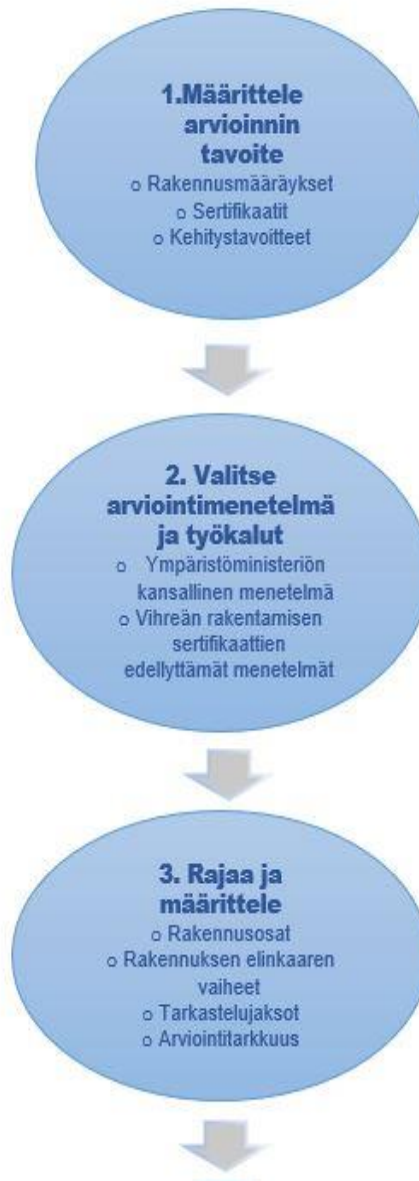 1.Määrittele
arvioinnin
tavoite
o Rakennusmääräykset
o Sertifikaatit
o Kehitystavoitteet
2. Valitse
arviointimenetelmä
ja työkalut
o Ympäristöministeriön
kansallinen menetelmä
o Vihreän rakentamisen
sertifikaattien
edellyttämät menetelmät
3. Rajaa ja
määrittele
o Rakennusosat
o Rakennuksen elinkaaren
vaiheet
o Tarkastelujaksot
o Arviointitarkkuus